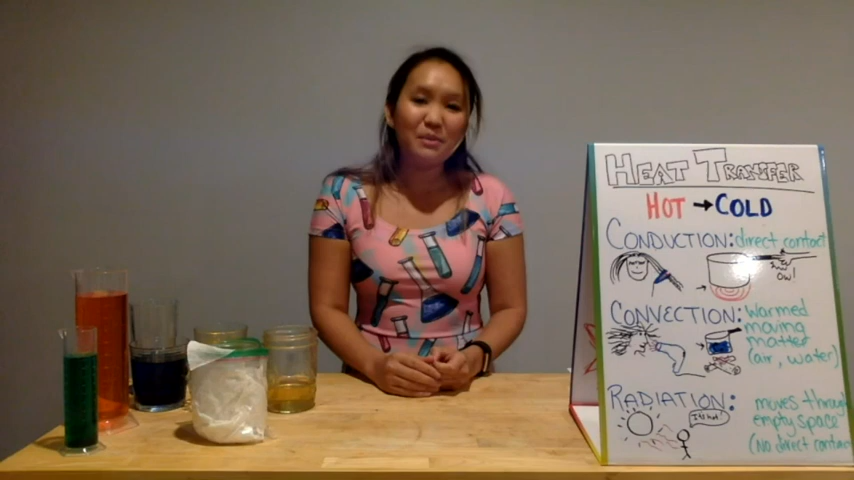 HEAT TRANSFER
HOT → COLD
CONDUCTION: direct contact
OW!
CONVECTION: warmed
moving
matter
(air, water)
RADIATION: moves through
It's hot!
empty space
(no direct contact